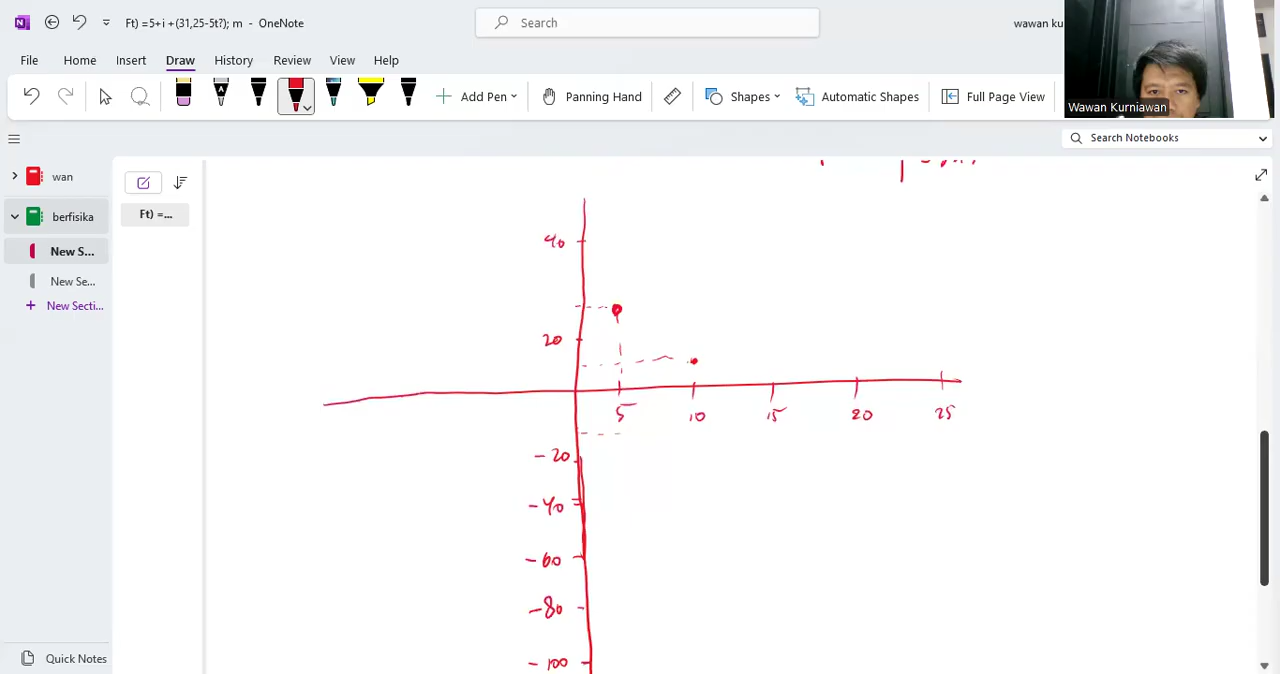 Ft) =5+i +(31,25-5t?); m - OneNote
Search
wawan ku
File Home Insert Draw History Review View Help
Add Pen Panning Hand Shapes Automatic Shapes Full Page View
Wawan Kurniawan
Search Notebooks
wan
berfisika
Ft) =...
New S...
New Se...
New Secti...
40
20
5 10 15 20 25
-20
-40
-60
-80
-100
Quick Notes